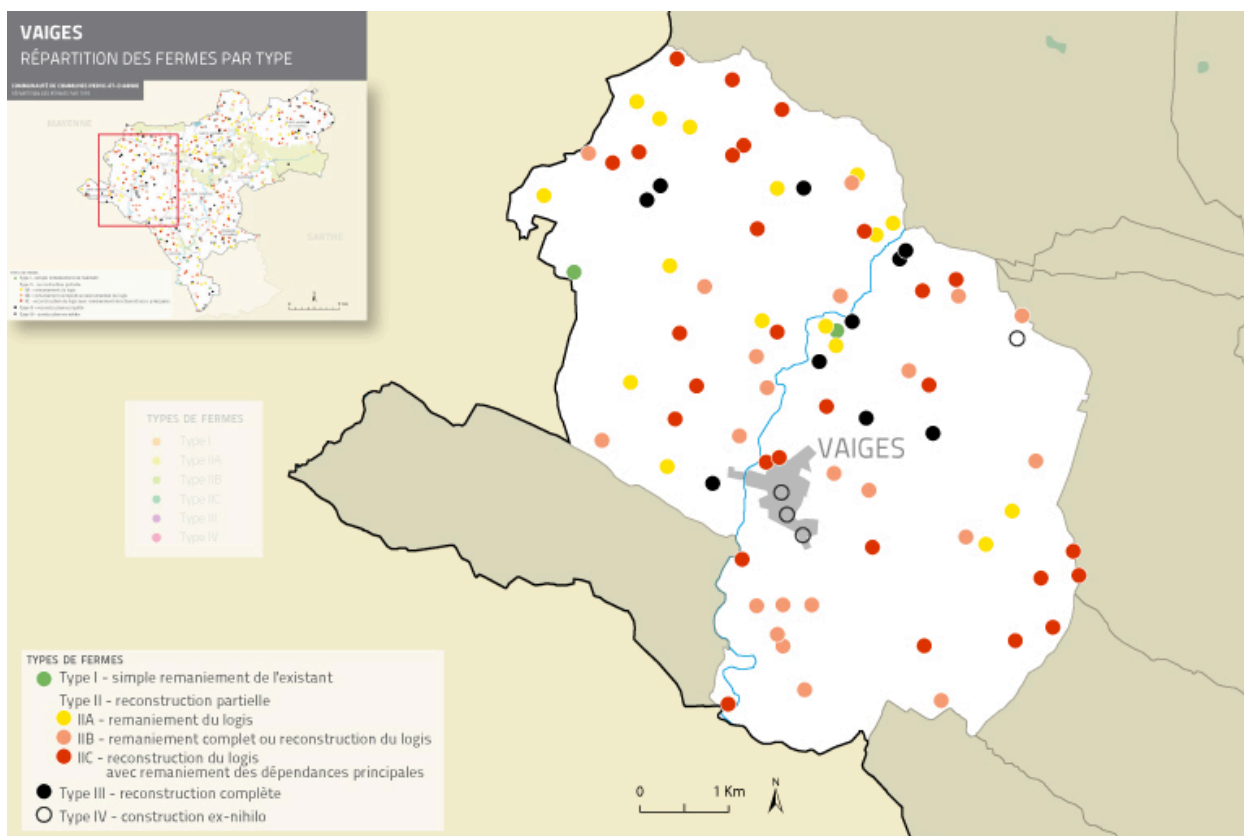 VAIGES
RÉPARTITION DES FERMES PAR TYPE
MAYENNE
SARTHE
TYPES DE FERMES
Type I
Type IIA
Type IIB
Type IIC
Type III
Type IV
VAIGES
TYPES DE FERMES
Type I - simple remaniement de l'existant
Type II - reconstruction partielle
IIA - remaniement du logis
IIB - remaniement complet ou reconstruction du logis
IIC - reconstruction du logis
avec remaniement des dépendances principales
Type III - reconstruction complète
Type IV - construction ex-nihilo
0 1 Km
N